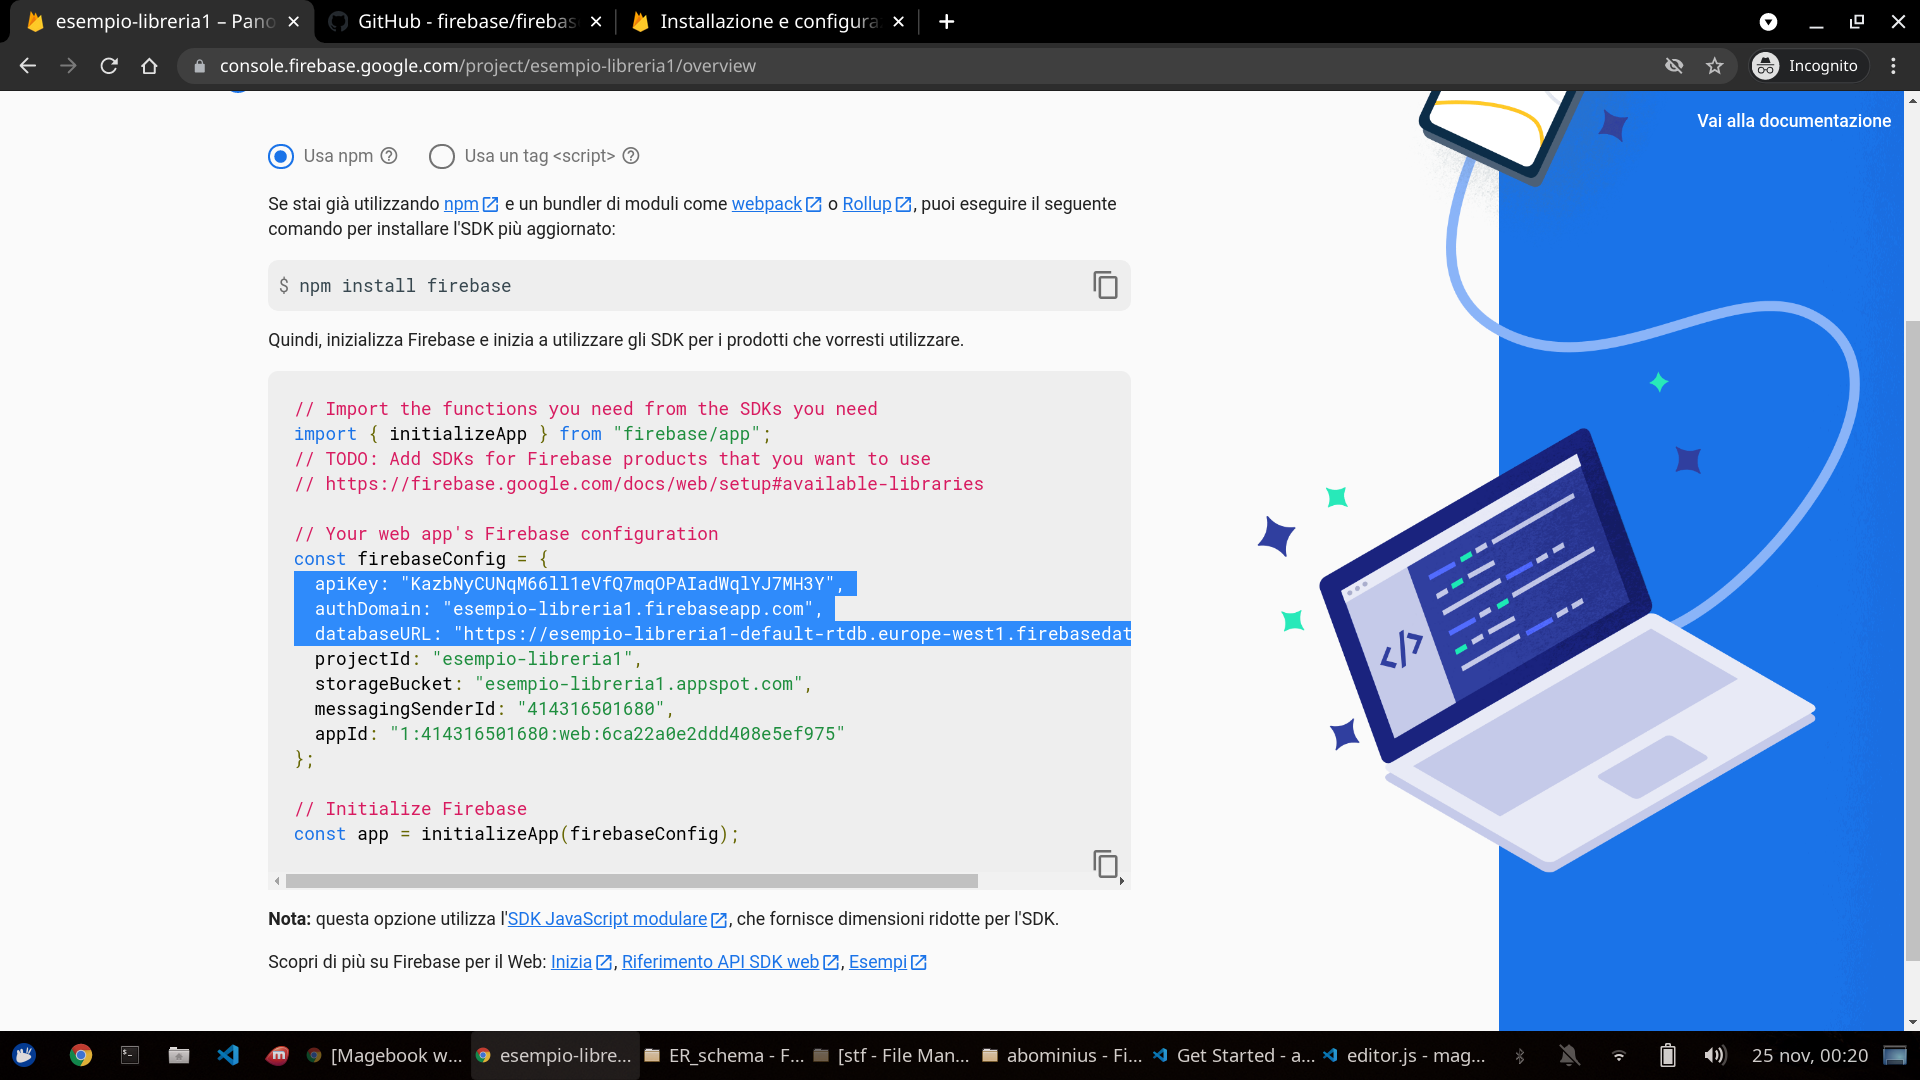 esempio-libreria1 – Pano
GitHub - firebase/firebas
Installazione e configura
console.firebase.google.com/project/esempio-libreria1/overview
Incognito
Vai alla documentazione
Usa npm
Usa un tag <script>
Se stai già utilizzando npm e un bundler di moduli come webpack o Rollup, puoi eseguire il seguente
comando per installare l'SDK più aggiornato:
$ npm install firebase
Quindi, inizializza Firebase e inizia a utilizzare gli SDK per i prodotti che vorresti utilizzare.
// Import the functions you need from the SDKs you need
import { initializeApp } from "firebase/app";
// TODO: Add SDKs for Firebase products that you want to use
// https://firebase.google.com/docs/web/setup#available-libraries
// Your web app's Firebase configuration
const firebaseConfig = {
apiKey: "KazbNyCUNqM66ll1eVfQ7mqOPAIadWqlYJ7MH3Y",
authDomain: "esempio-libreria1.firebaseapp.com",
databaseURL: "https://esempio-libreria1-default-rtdb.europe-west1.firebasedat
projectId: "esempio-libreria1",
storageBucket: "esempio-libreria1.appspot.com",
messagingSenderId: "414316501680",
appId: "1:414316501680:web:6ca22a0e2ddd408e5ef975"
};
// Initialize Firebase
const app = initializeApp(firebaseConfig);
Nota: questa opzione utilizza l'SDK JavaScript modulare, che fornisce dimensioni ridotte per l'SDK.
Scopri di più su Firebase per il Web: Inizia, Riferimento API SDK web, Esempi
</>
[Magebook w...
esempio-libre...
ER_schema - F...
[stf - File Man...
abominius - Fi...
Get Started - a...
editor.js - mag...
25 nov, 00:20